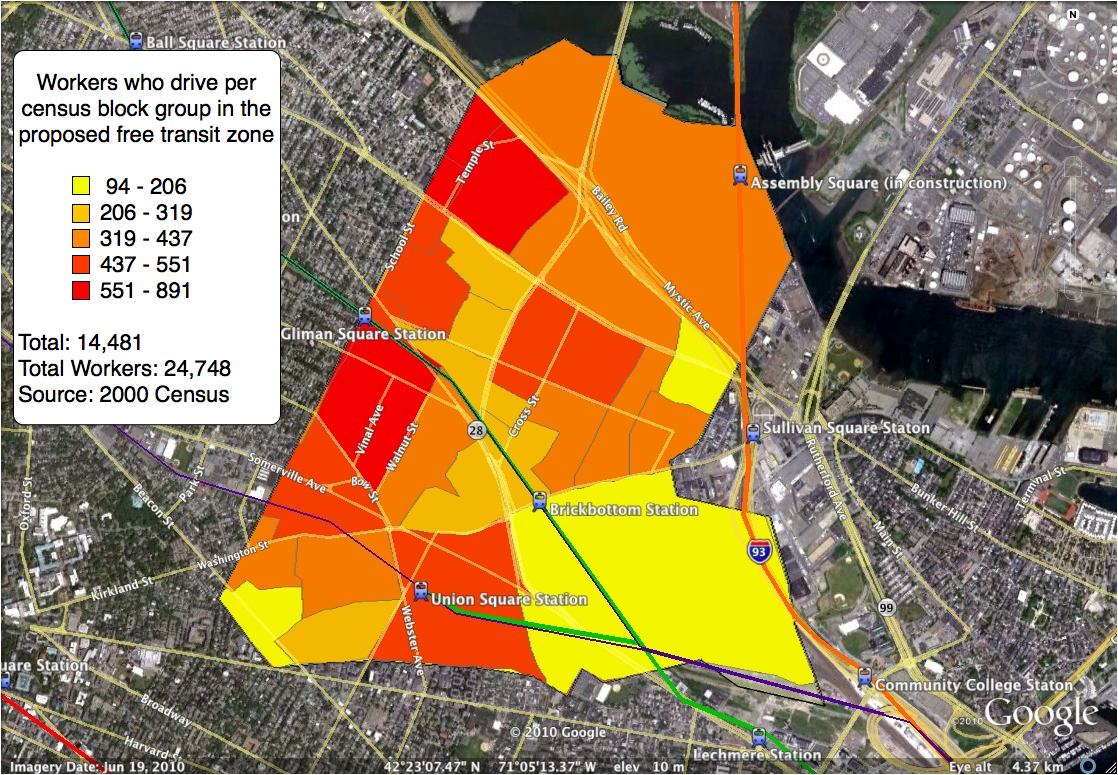 N
Ball Square Station
Workers who drive per
census block group in the
proposed free transit zone
94 - 206
206 - 319
319 - 437
437 - 551
551 - 891
Total: 14,481
Total Workers: 24,748
Source: 2000 Census
on
Temple St
School St
Bailey Rd
Assembly Square (in construction)
Mystic Ave
Gliman Square Station
Vinal Ave
Walnut St
Cross St
28
Sullivan Square Staton
Rutherford Ave
Bunker Hill St
Terminal St
Main St
Somerville Ave
Bow St
Oxford St
Beacon St
Park St
Brickbottom Station
93
Washington St
Kirkland St
Union Square Station
Webster Ave
99
uare Station
Community College Staton
Broadway
Harvard
Lechmere Station
©2010 Google
© 2010 Google
Imagery Date: Jun 19, 2010
42°23'07.47" N 71°05'13.37" W elev 10 m
Eye alt 4.37 km